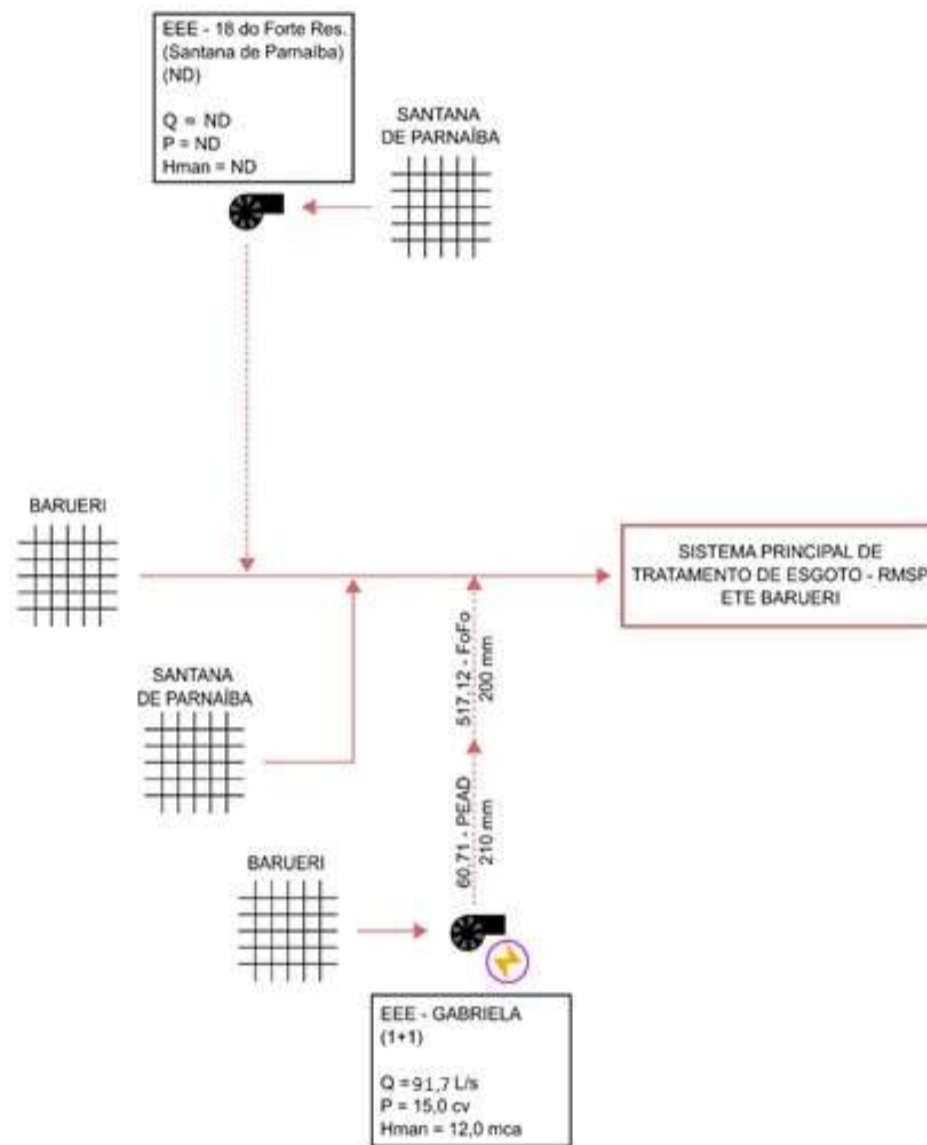 EEE - 18 do Forte Res.
(Santana de Parnaíba)
(ND)
Q = ND
P = ND
Hman = ND
SANTANA
DE PARNAÍBA
BARUERI
SISTEMA PRINCIPAL DE
TRATAMENTO DE ESGOTO - RMSP
ETE BARUERI
SANTANA
DE PARNAÍBA
517,12 - FoFo
200 mm
60,71 - PEAD
210 mm
BARUERI
EEE - GABRIELA
(1+1)
Q = 91,7 L/s
P = 15,0 cv
Hman = 12,0 mca